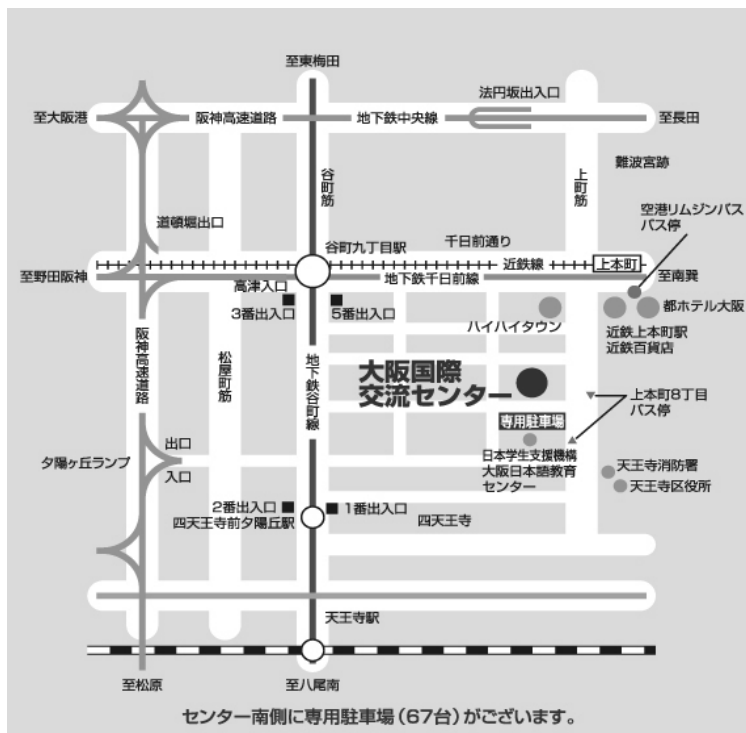 至東梅田
法円坂出入口
至大阪港
阪神高速道路
地下鉄中央線
至長田
谷町筋
上町筋
難波宮跡
道頓堀出口
空港リムジンバス
バス停
谷町九丁目駅
千日前通り
近鉄線
上本町
至野田阪神
地下鉄千日前線
至南巽
高津入口
3番出入口
5番出入口
ハイハイタウン
都ホテル大阪
近鉄上本町駅
近鉄百貨店
阪神高速道路
松屋町筋
地下鉄谷町線
大阪国際
交流センター
上本町8丁目
バス停
専用駐車場
日本学生支援機構
大阪日本語教育
センター
出口
入口
夕陽ヶ丘ランプ
天王寺消防署
天王寺区役所
2番出入口
1番出入口
四天王寺前夕陽丘駅
四天王寺
天王寺駅
至松原
至八尾南
センター南側に専用駐車場(67台)がございます。